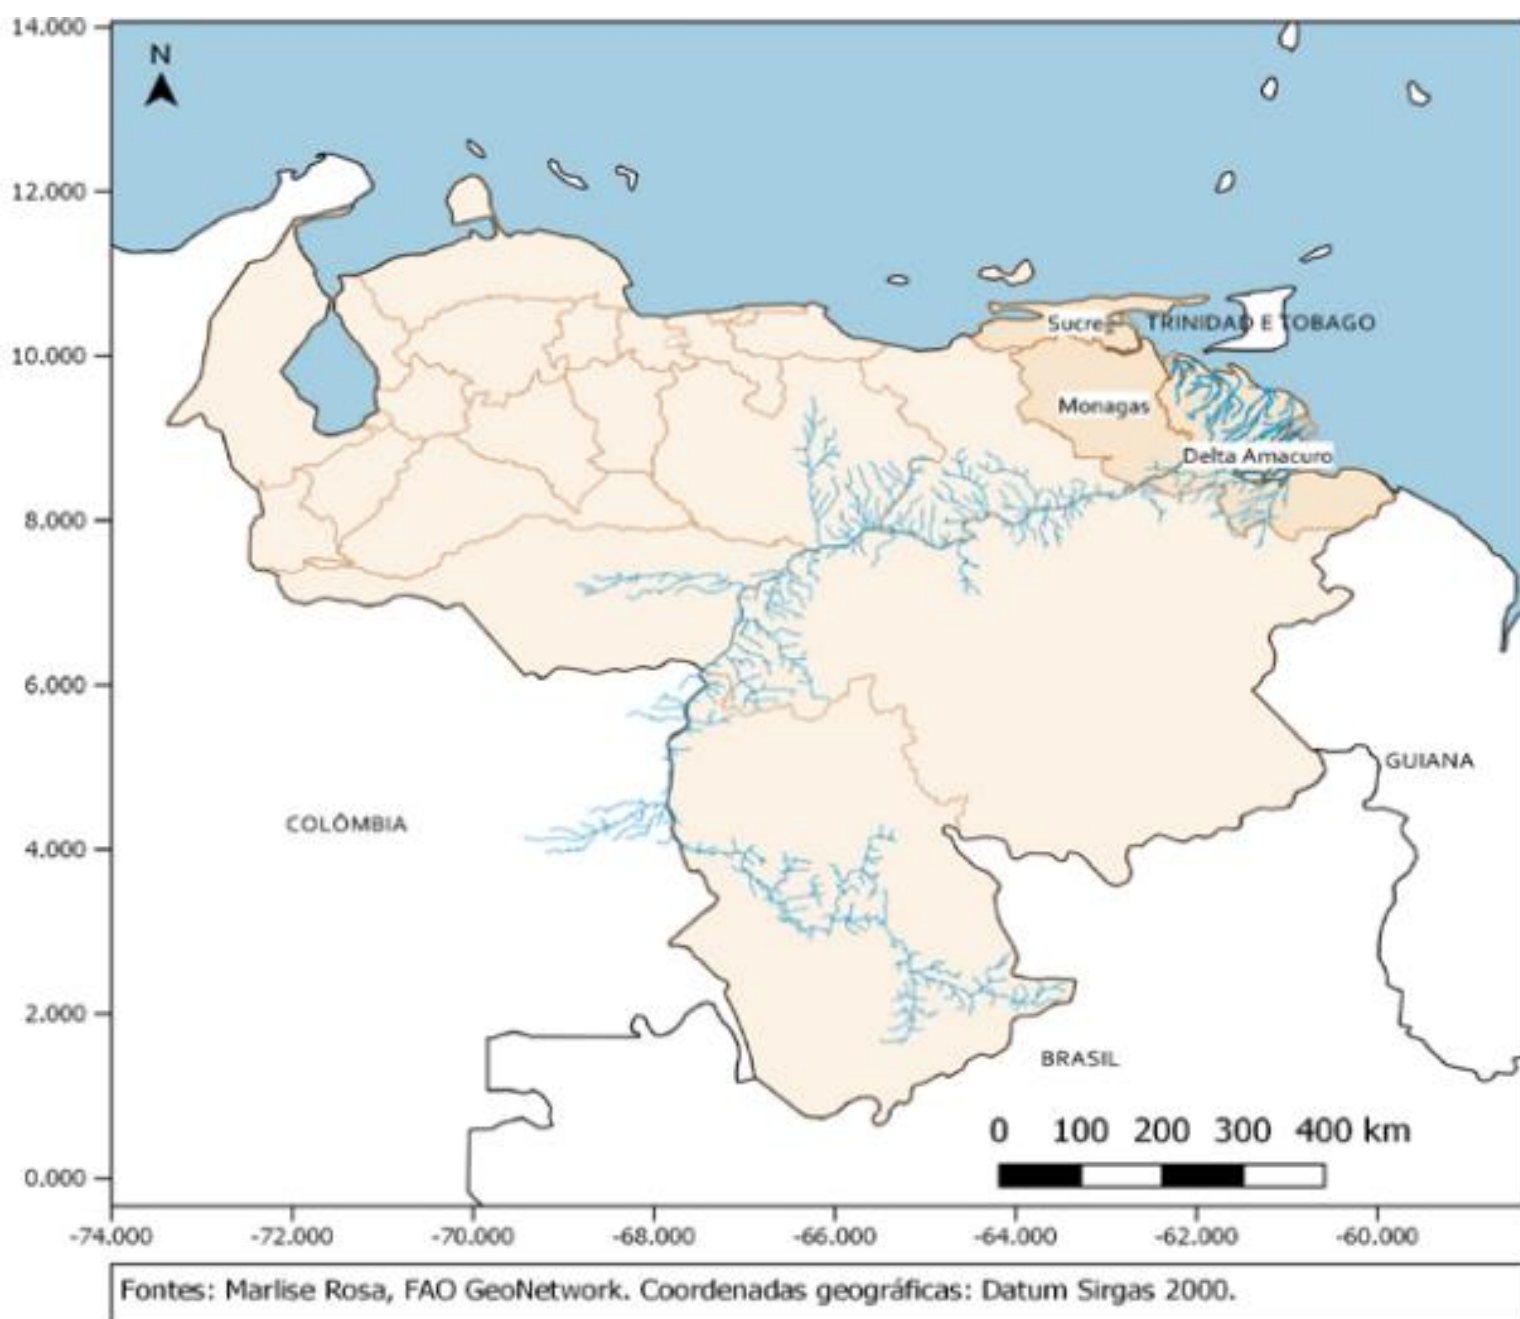 14.000
N
12.000
Sucre
TRINIDAD E TOBAGO
10.000
Monagas
Delta Amacuro
8.000
6.000
GUIANA
COLÔMBIA
4.000
2.000
BRASIL
0 100 200 300 400 km
0.000
-74.000 -72.000 -70.000 -68.000 -66.000 -64.000 -62.000 -60.000
Fontes: Marlise Rosa, FAO GeoNetwork. Coordenadas geográficas: Datum Sirgas 2000.